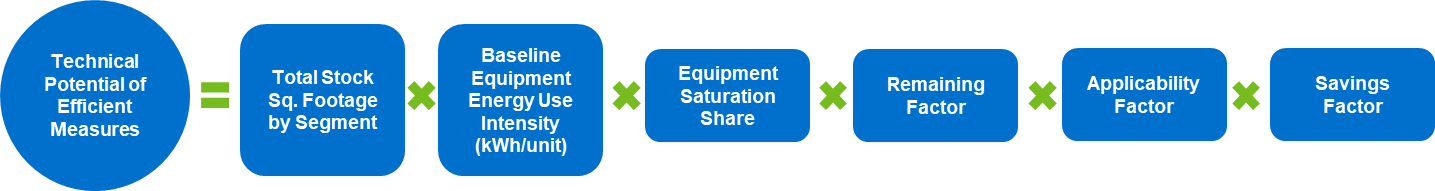 Technical
Potential of
Efficient
Measures
=
Total Stock
Sq. Footage
by Segment
×
Baseline
Equipment
Energy Use
Intensity
(kWh/unit)
×
Equipment
Saturation
Share
×
Remaining
Factor
×
Applicability
Factor
×
Savings
Factor